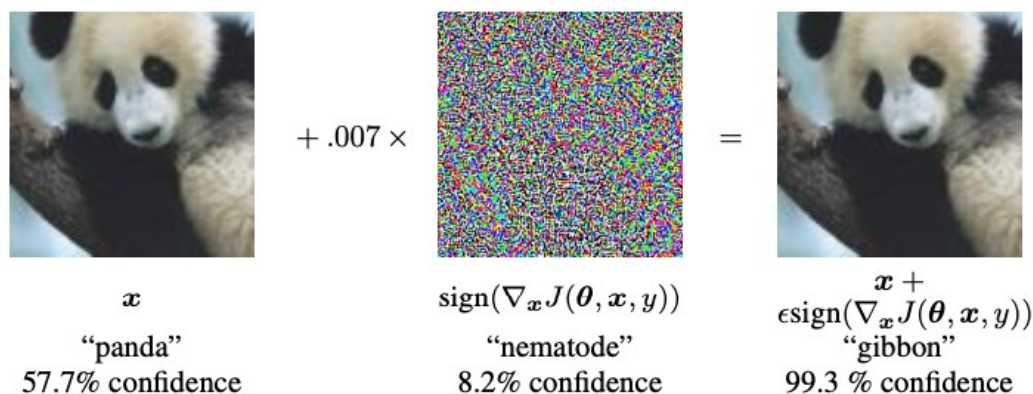 + .007 ×
=
x
sign(∇ₓJ(θ, x, y))
x +
ϵsign(∇ₓJ(θ, x, y))
“panda”
“nematode”
“gibbon”
57.7% confidence
8.2% confidence
99.3 % confidence